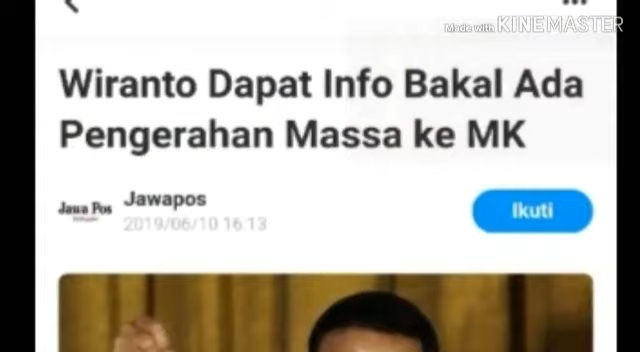 Made with KINEMASTER
Wiranto Dapat Info Bakal Ada
Pengerahan Massa ke MK
Jawa Pos
Jawapos
2019/06/10 16:13
Ikuti